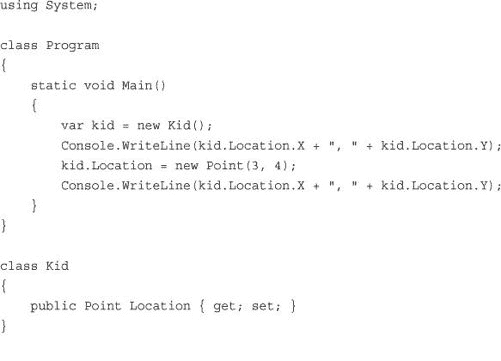 using System;

class Program
{
    static void Main()
    {
        var kid = new Kid();
        Console.WriteLine(kid.Location.X + ", " + kid.Location.Y);
        kid.Location = new Point(3, 4);
        Console.WriteLine(kid.Location.X + ", " + kid.Location.Y);
    }
}

class Kid
{
    public Point Location { get; set; }
}